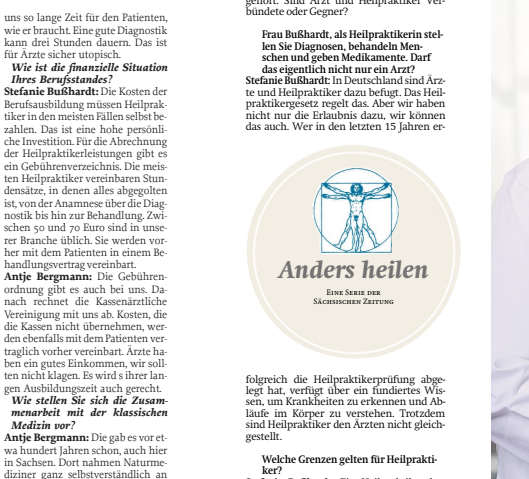 uns so lange Zeit für den Patienten,
wie er braucht. Eine gute Diagnostik
kann drei Stunden dauern. Das ist
für Ärzte sicher utopisch.
Wie ist die finanzielle Situation
Ihres Berufsstandes?
Stefanie Bußhardt: Die Kosten der
Berufsausbildung müssen Heilprak-
tiker in den meisten Fällen selbst be-
zahlen. Das ist eine hohe persönli-
che Investition. Für die Abrechnung
der Heilpraktikerleistungen gibt es
ein Gebührenverzeichnis. Die meis-
ten Heilpraktiker vereinbaren Stun-
densätze, in denen alles abgegolten
ist, von der Anamnese über die Diag-
nostik bis hin zur Behandlung. Zwi-
schen 50 und 70 Euro sind in unse-
rer Branche üblich. Sie werden vor-
her mit dem Patienten in einem Be-
handlungsvertrag vereinbart.
Antje Bergmann: Die Gebühren-
ordnung gibt es auch bei uns. Da-
nach rechnet die Kassenärztliche
Vereinigung mit uns ab. Kosten, die
die Kassen nicht übernehmen, wer-
den ebenfalls mit dem Patienten ver-
traglich vorher vereinbart. Ärzte ha-
ben ein gutes Einkommen, wir soll-
ten nicht klagen. Es wird s ihrer lan-
gen Ausbildungszeit auch gerecht.
Wie stellen Sie sich die Zusam-
menarbeit mit der klassischen
Medizin vor?
Antje Bergmann: Die gab es vor et-
wa hundert Jahren schon, auch hier
in Sachsen. Dort nahmen Naturme-
diziner ganz selbstverständlich an
gehört. Sind Arzt und Heilpraktiker Ver-
bündete oder Gegner?
Frau Bußhardt, als Heilpraktikerin stel-
len Sie Diagnosen, behandeln Men-
schen und geben Medikamente. Darf
das eigentlich nicht nur ein Arzt?
Stefanie Bußhardt: In Deutschland sind Ärz-
te und Heilpraktiker dazu befugt. Das Heil-
praktikergesetz regelt das. Aber wir haben
nicht nur die Erlaubnis dazu, wir können
das auch. Wer in den letzten 15 Jahren er-
Anders heilen
Eine Serie der
Sächsischen Zeitung
folgreich die Heilpraktikerprüfung abge-
legt hat, verfügt über ein fundiertes Wis-
sen, um Krankheiten zu erkennen und Ab-
läufe im Körper zu verstehen. Trotzdem
sind Heilpraktiker den Ärzten nicht gleich-
gestellt.
Welche Grenzen gelten für Heilprakti-
ker?